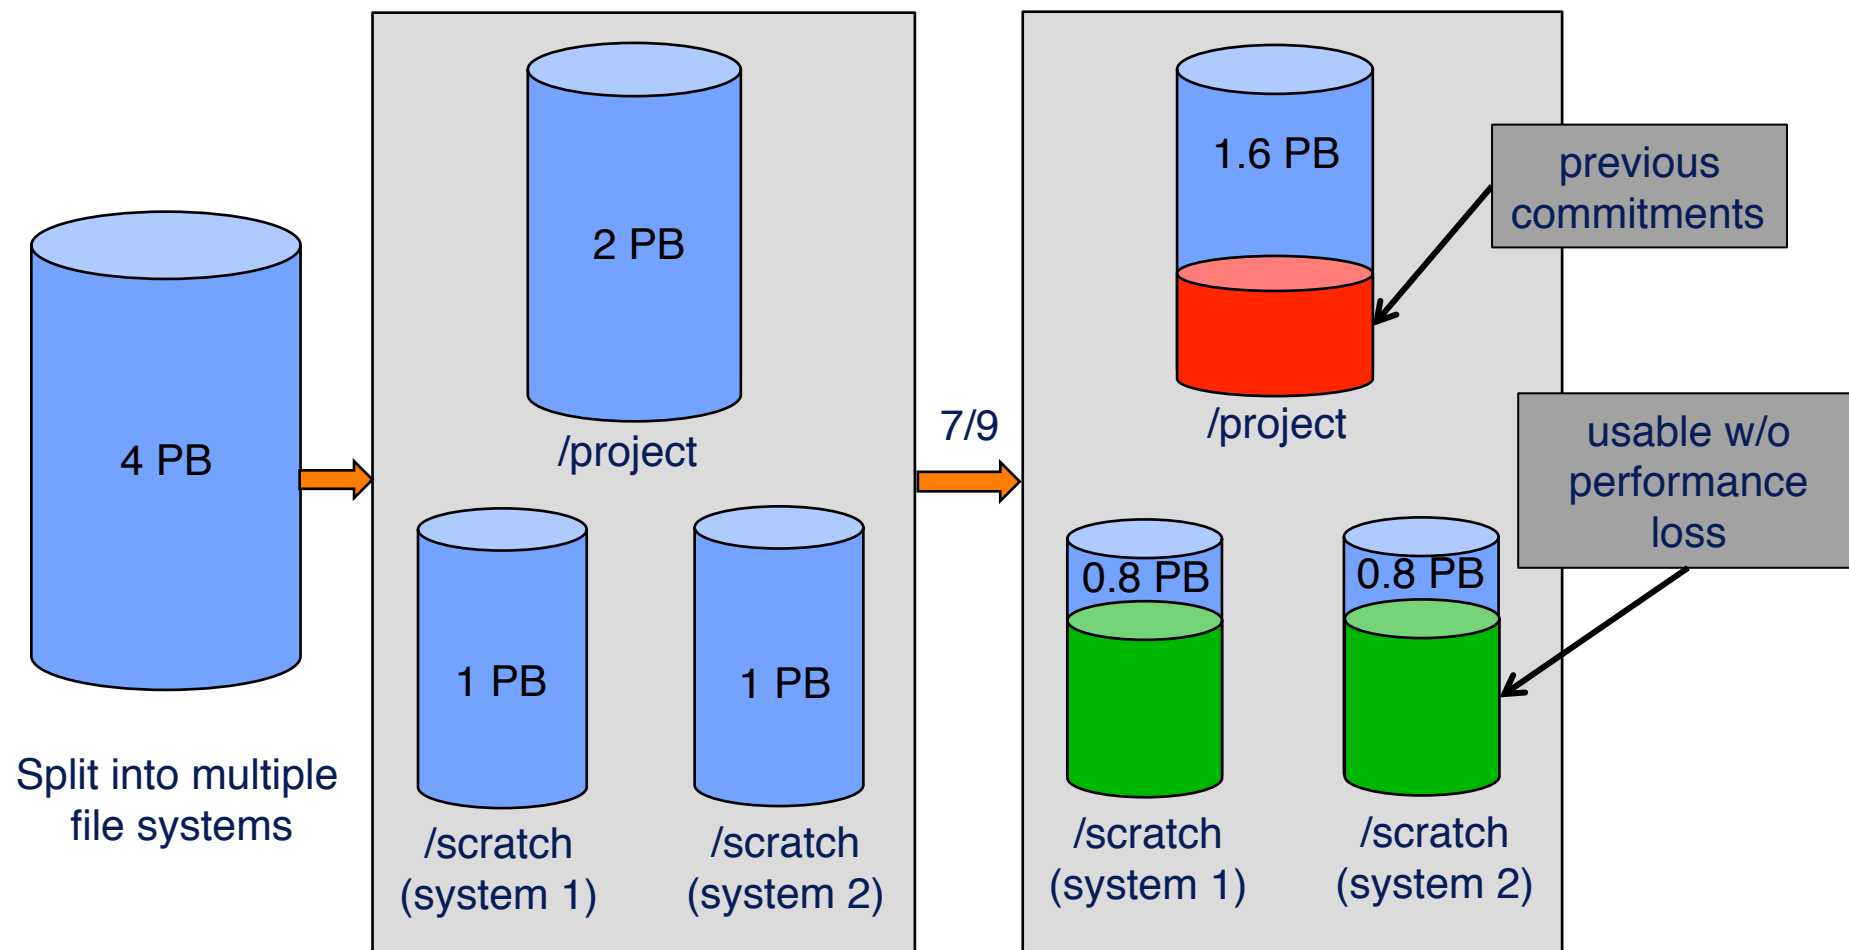 4 PB
Split into multiple
file systems
2 PB
/project
1 PB
/scratch
(system 1)
1 PB
/scratch
(system 2)
7/9
1.6 PB
/project
previous
commitments
0.8 PB
/scratch
(system 1)
0.8 PB
/scratch
(system 2)
usable w/o
performance
loss